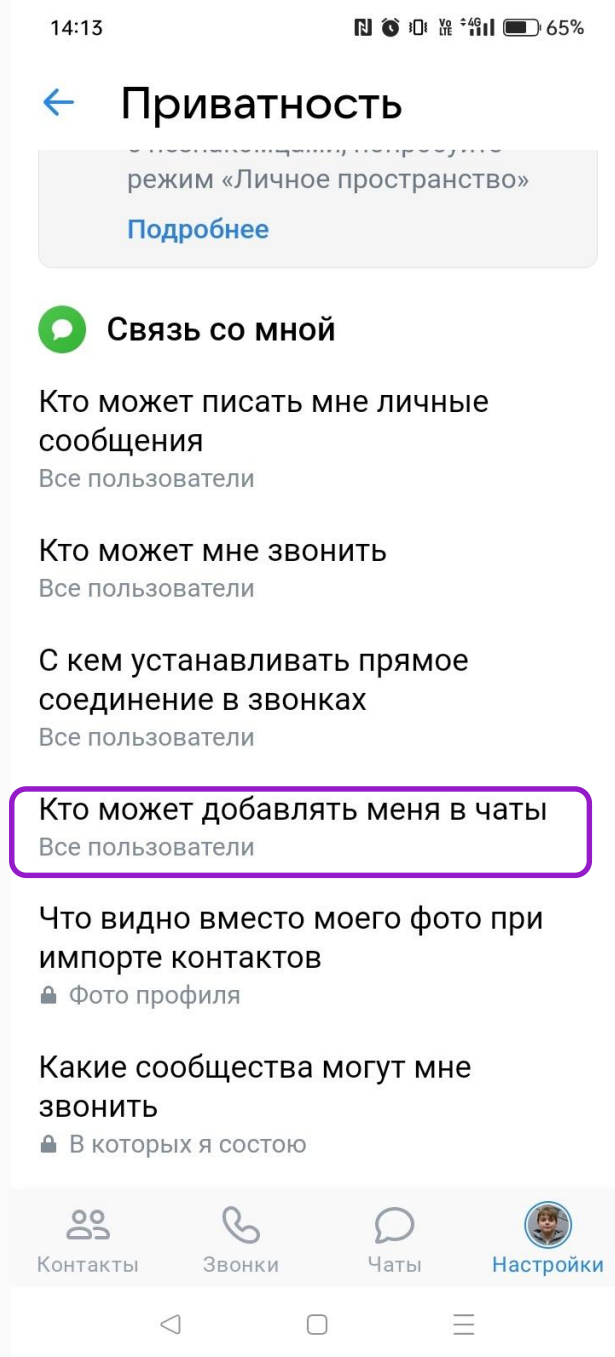 14:13
Vo
LTE
4G
65%
Приватность
режим «Личное пространство»
Подробнее
Связь со мной
Кто может писать мне личные
сообщения
Все пользователи
Кто может мне звонить
Все пользователи
С кем устанавливать прямое
соединение в звонках
Все пользователи
Кто может добавлять меня в чаты
Все пользователи
Что видно вместо моего фото при
импорте контактов
Фото профиля
Какие сообщества могут мне
звонить
В которых я состою
Контакты
Звонки
Чаты
Настройки